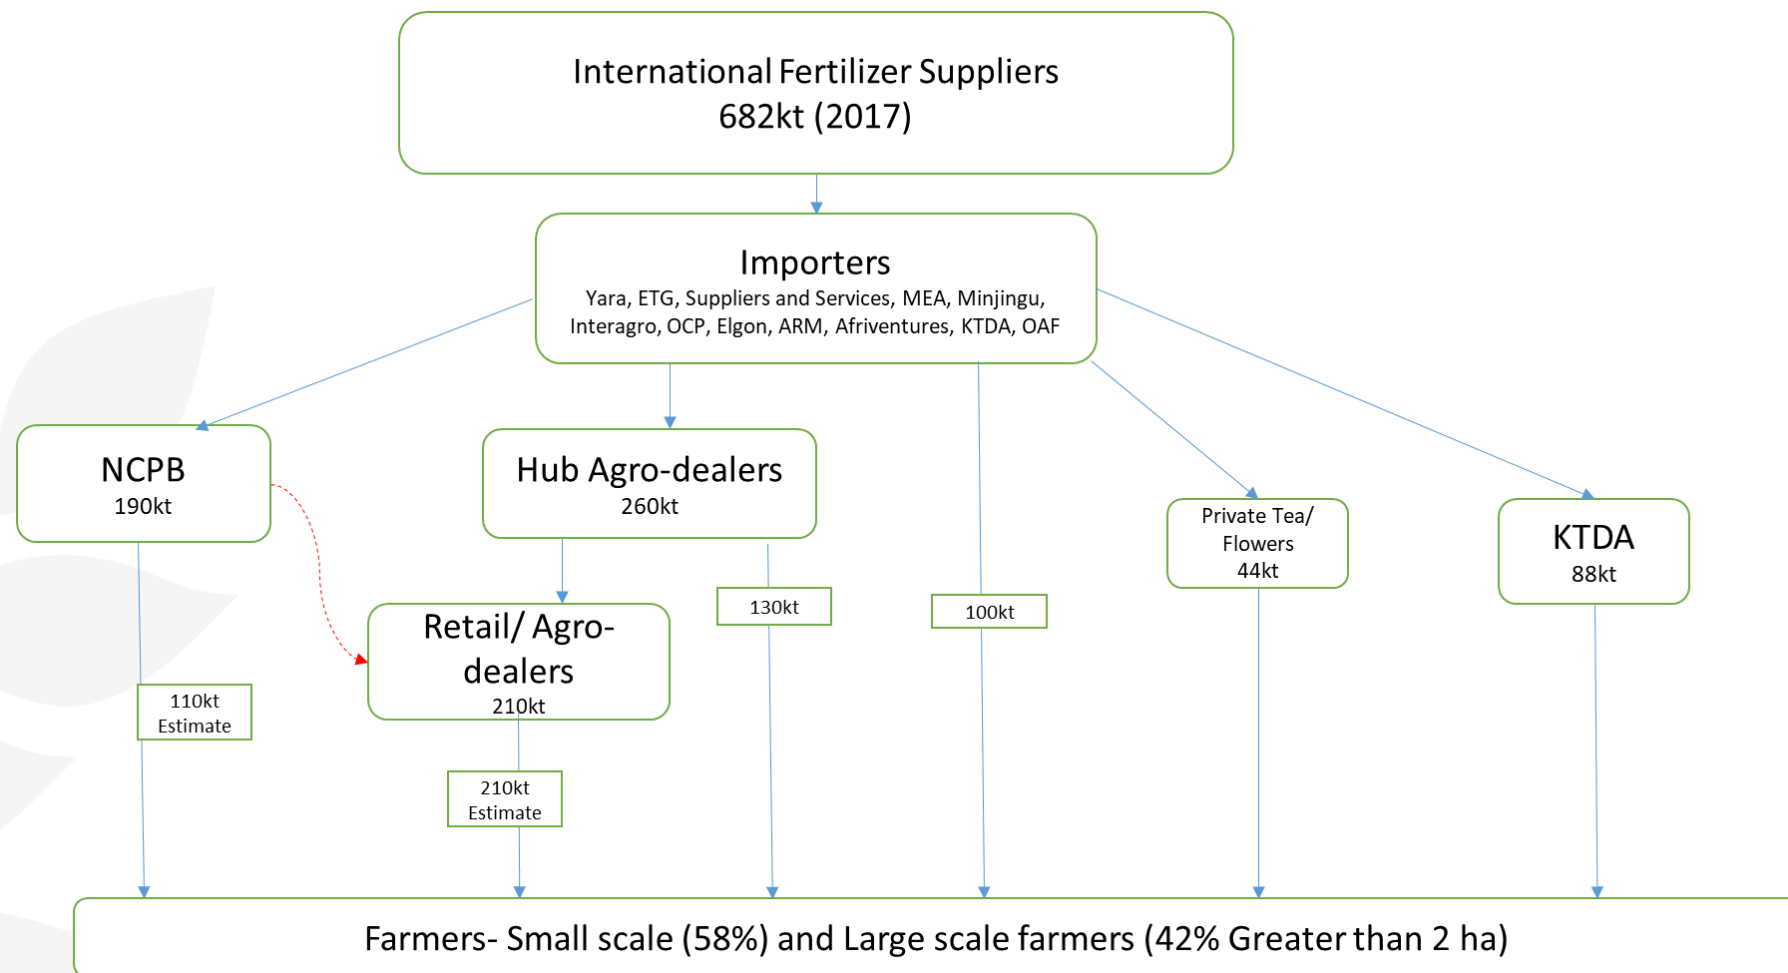 International Fertilizer Suppliers
682kt (2017)
Importers
Yara, ETG, Suppliers and Services, MEA, Minjingu,
Interagro, OCP, Elgon, ARM, Afriventures, KTDA, OAF
NCPB
190kt
Hub Agro-dealers
260kt
Private Tea/
Flowers
44kt
KTDA
88kt
130kt
100kt
Retail/ Agro-
dealers
210kt
110kt
Estimate
210kt
Estimate
Farmers- Small scale (58%) and Large scale farmers (42% Greater than 2 ha)